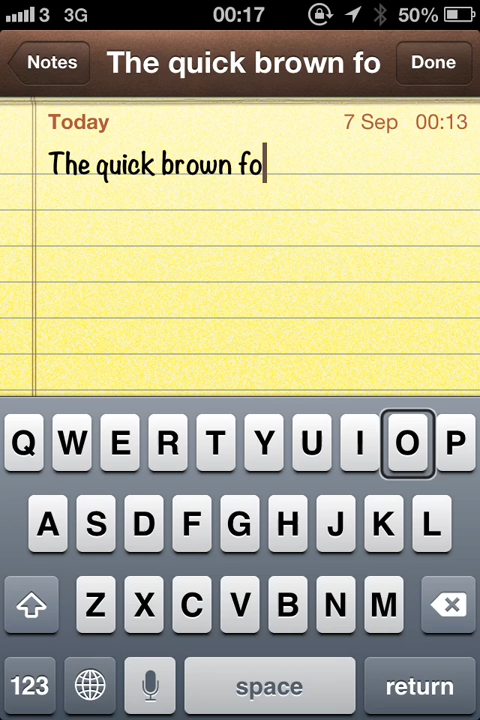 3 3G 00:17 50%
Notes The quick brown fo Done
Today 7 Sep 00:13
The quick brown fo
Q W E R T Y U I O P
A S D F G H J K L
Z X C V B N M
123 space return